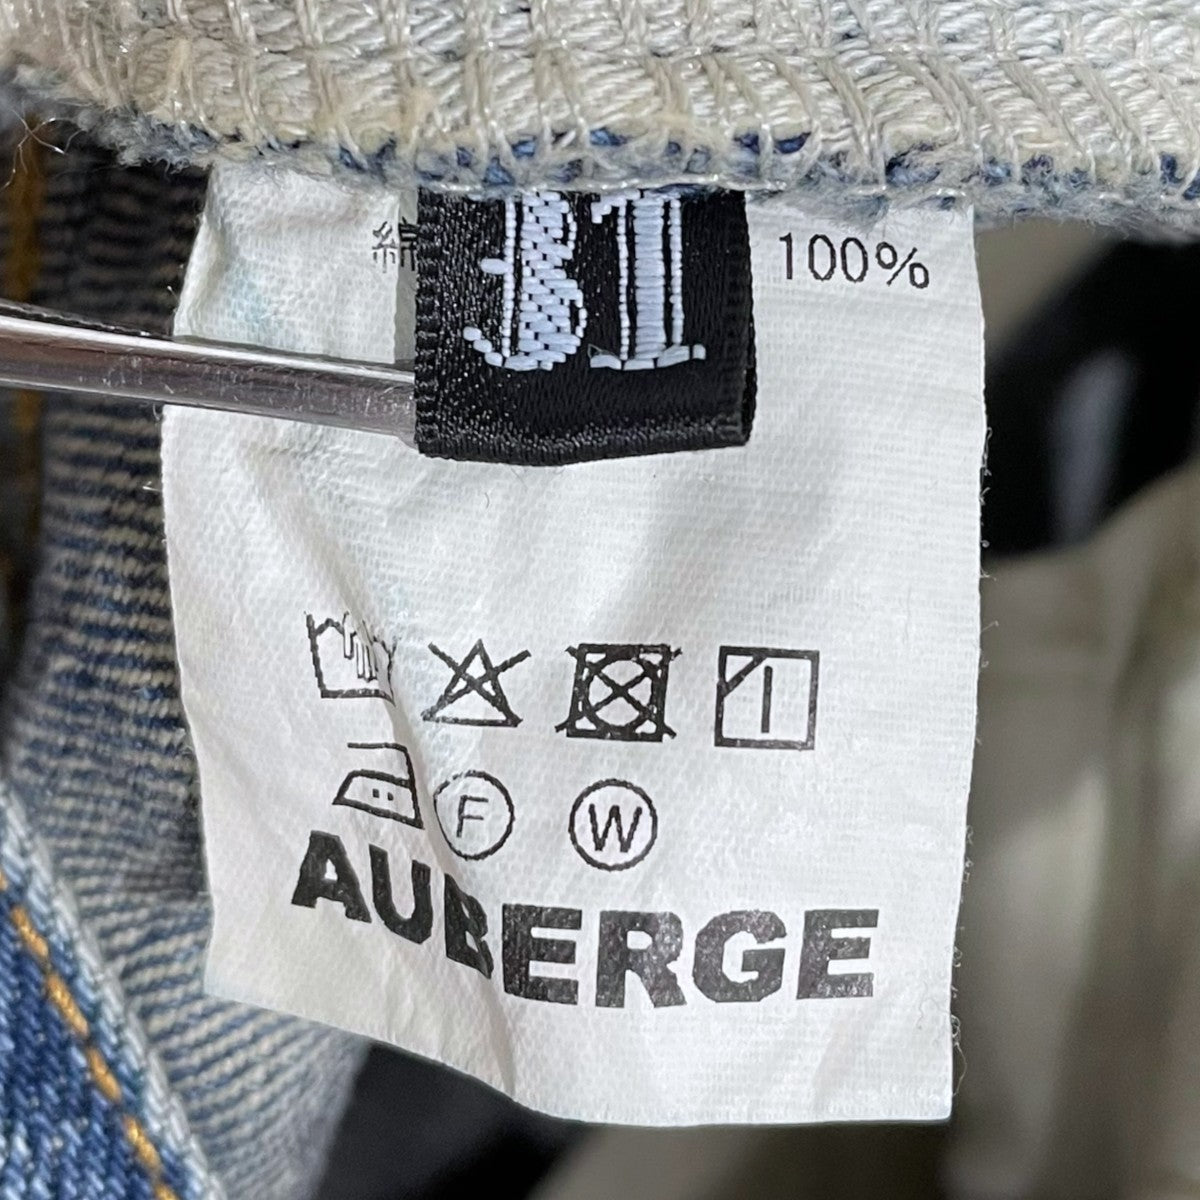 綿 31 100%
F W
AUBERGE